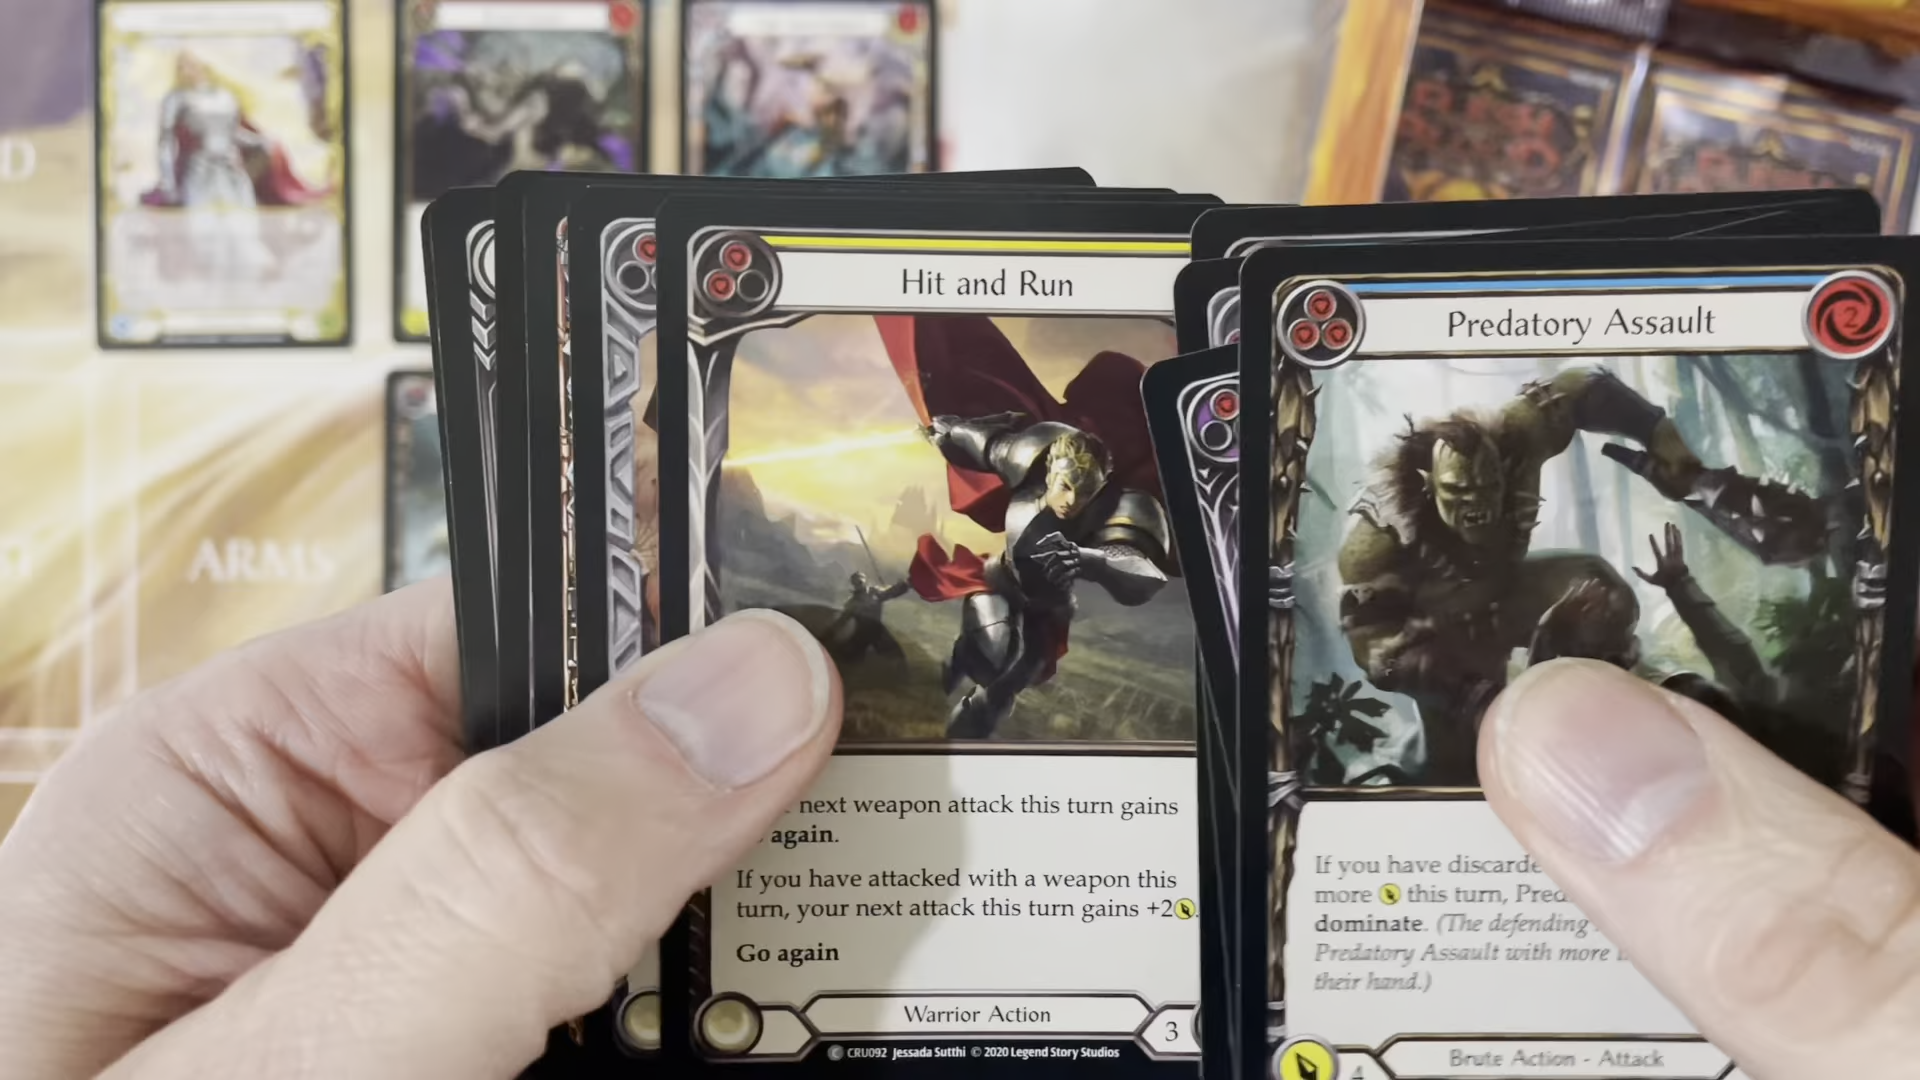 ARMS
Hit and Run
next weapon attack this turn gains
again.
If you have attacked with a weapon this
turn, your next attack this turn gains +2
Go again
Warrior Action
3
C CRU092 Jessada Sutthi © 2020 Legend Story Studios
Predatory Assault
2
If you have discarde
more this turn, Pred
dominate. (The defending
Predatory Assault with more
their hand.)
Brute Action - Attack
4